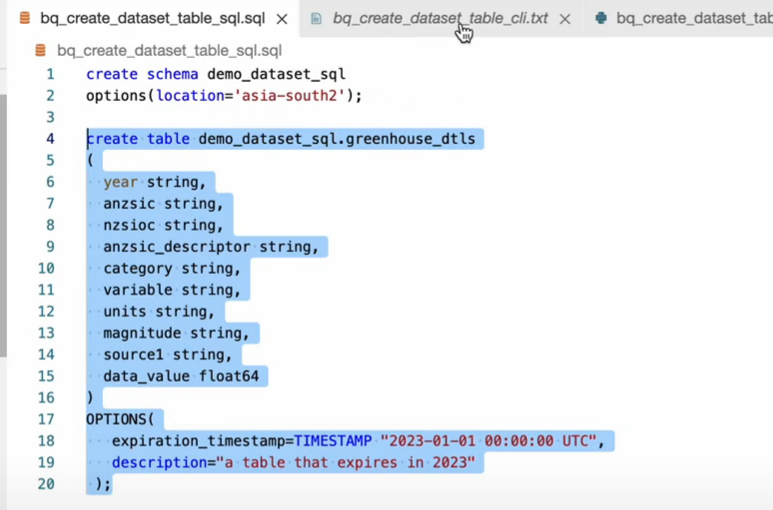 bq_create_dataset_table_sql.sql × bq_create_dataset_table_cli.txt × bq_create_dataset_tab
bq_create_dataset_table_sql.sql
1 create schema demo_dataset_sql
2 options(location='asia-south2');
3
4 create table demo_dataset_sql.greenhouse_dtls
5 (
6 year string,
7 anzsic string,
8 nzsioc string,
9 anzsic_descriptor string,
10 category string,
11 variable string,
12 units string,
13 magnitude string,
14 source1 string,
15 data_value float64
16 )
17 OPTIONS(
18 expiration_timestamp=TIMESTAMP "2023-01-01 00:00:00 UTC",
19 description="a table that expires in 2023"
20 );